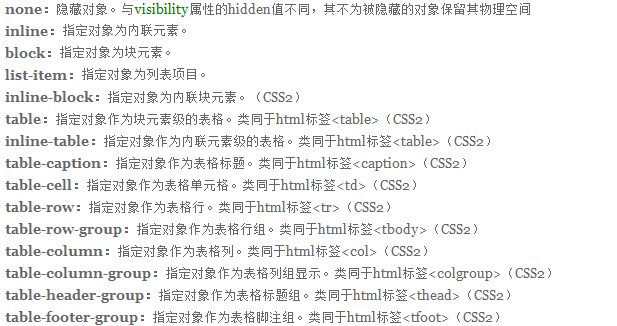 none：隐藏对象。与visibility属性的hidden值不同，其不为被隐藏的对象保留其物理空间
inline：指定对象为内联元素。
block：指定对象为块元素。
list-item：指定对象为列表项目。
inline-block：指定对象为内联块元素。（CSS2）
table：指定对象作为块元素级的表格。类同于html标签<table>（CSS2）
inline-table：指定对象作为内联元素级的表格。类同于html标签<table>（CSS2）
table-caption：指定对象作为表格标题。类同于html标签<caption>（CSS2）
table-cell：指定对象作为表格单元格。类同于html标签<td>（CSS2）
table-row：指定对象作为表格行。类同于html标签<tr>（CSS2）
table-row-group：指定对象作为表格行组。类同于html标签<tbody>（CSS2）
table-column：指定对象作为表格列。类同于html标签<col>（CSS2）
table-column-group：指定对象作为表格列组显示。类同于html标签<colgroup>（CSS2）
table-header-group：指定对象作为表格标题组。类同于html标签<thead>（CSS2）
table-footer-group：指定对象作为表格脚注组。类同于html标签<tfoot>（CSS2）